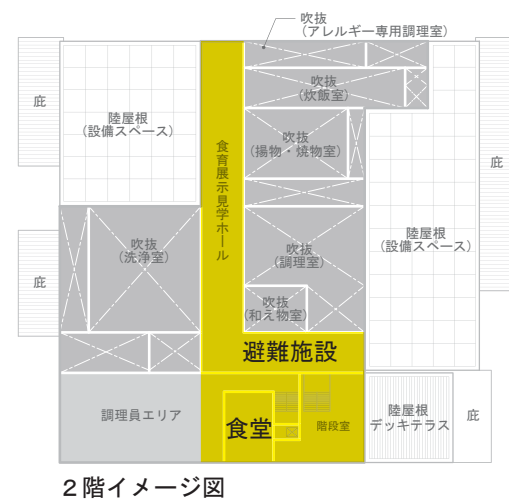 吹抜
（アレルギー専用調理室）
庇
陸屋根
（設備スペース）
吹抜
（炊飯室）
食育展示見学ホール
吹抜
（揚物・焼物室）
庇
陸屋根
（設備スペース）
吹抜
（洗浄室）
吹抜
（調理室）
庇
吹抜
（和え物室）
避難施設
調理員エリア
食堂
階段室
陸屋根
デッキテラス
庇
２階イメージ図